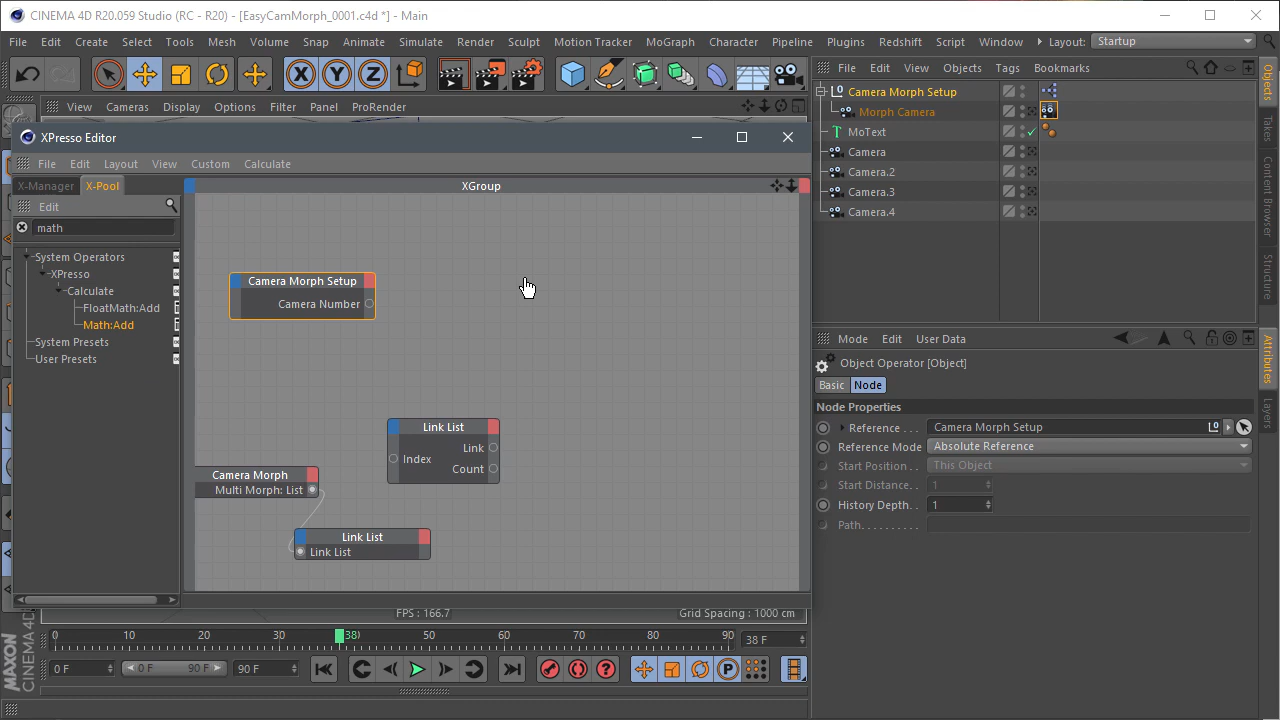 CINEMA 4D R20.059 Studio (RC - R20) - [EasyCamMorph_0001.c4d *] - Main
File Edit Create Select Tools Mesh Volume Snap Animate Simulate Render Sculpt Motion Tracker MoGraph Character Pipeline Plugins Redshift Script Window Layout: Startup
X Y Z
View Cameras Display Options Filter Panel ProRender
XPresso Editor
File Edit Layout View Custom Calculate
X-Manager X-Pool
XGroup
Edit
math
System Operators
XPresso
Calculate
FloatMath:Add
Math:Add
System Presets
User Presets
Camera Morph Setup
Camera Number
Link List
Link
Index
Count
Camera Morph
Multi Morph: List
Link List
Link List
FPS : 166.7
Grid Spacing : 1000 cm
0 10 20 30 38) 50 60 70 80 90 38 F
0 F 0 F 90 F 90 F
P
MAXON
CINEMA 4D
File Edit View Objects Tags Bookmarks
Camera Morph Setup
Morph Camera
MoText
Camera
Camera.2
Camera.3
Camera.4
Objects
Takes
Content Browser
Structure
Mode Edit User Data
Object Operator [Object]
Basic Node
Node Properties
Reference . . . Camera Morph Setup
Reference Mode Absolute Reference
Start Position . . This Object
Start Distance. . 1
History Depth. . 1
Path. . . . . . . . .
Attributes
Layers